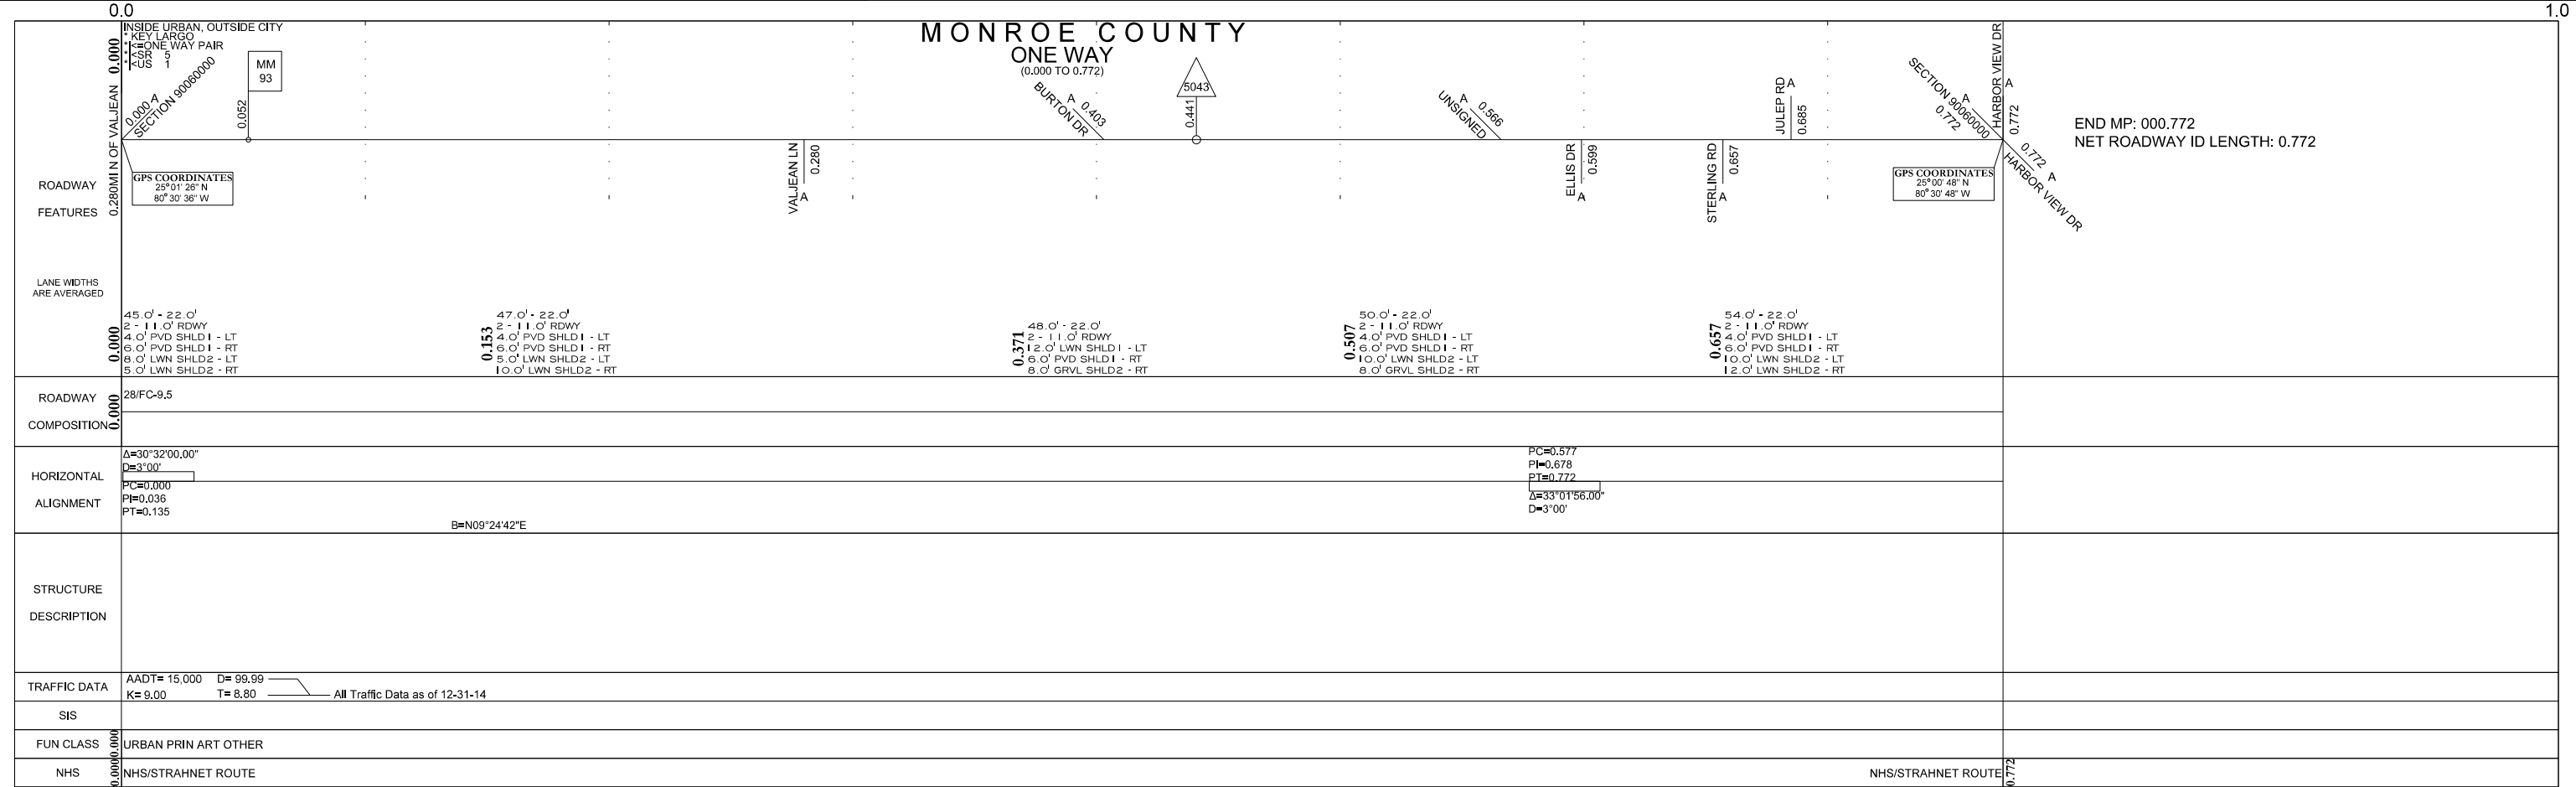 0.0
1.0
MONROE COUNTY
ONE WAY
(0.000 TO 0.772)
INSIDE URBAN, OUTSIDE CITY
* KEY LARGO
* |<=ONE WAY PAIR
* <SR 5
* <US 1
0.000
0.280MI N OF VALJEAN
0.000 A
SECTION 90060000
MM
93
0.052
GPS COORDINATES
25° 01' 26" N
80° 30' 36" W
VALJEAN LN
0.280
A
A 0.403
BURTON DR
5043
0.441
A 0.566
UNSIGNED
ELLIS DR
0.599
A
STERLING RD
0.657
A
JULEP RD
A
0.685
SECTION 90060000
A
0.772
HARBOR VIEW DR
A
0.772
0.772 A
HARBOR VIEW DR
GPS COORDINATES
25° 00' 48" N
80° 30' 48" W
END MP: 000.772
NET ROADWAY ID LENGTH: 0.772
ROADWAY
FEATURES
LANE WIDTHS
ARE AVERAGED
0.000
45.0' - 22.0'
2 - 11.0' RDWY
4.0' PVD SHLD1 - LT
6.0' PVD SHLD1 - RT
8.0' LWN SHLD2 - LT
5.0' LWN SHLD2 - RT
0.153
47.0' - 22.0'
2 - 11.0' RDWY
4.0' PVD SHLD1 - LT
6.0' PVD SHLD1 - RT
5.0' LWN SHLD2 - LT
10.0' LWN SHLD2 - RT
0.371
48.0' - 22.0'
2 - 11.0' RDWY
12.0' LWN SHLD1 - LT
6.0' PVD SHLD1 - RT
8.0' GRVL SHLD2 - RT
0.507
50.0' - 22.0'
2 - 11.0' RDWY
4.0' PVD SHLD1 - LT
6.0' PVD SHLD1 - RT
10.0' LWN SHLD2 - LT
8.0' GRVL SHLD2 - RT
0.657
54.0' - 22.0'
2 - 11.0' RDWY
4.0' PVD SHLD1 - LT
6.0' PVD SHLD1 - RT
10.0' LWN SHLD2 - LT
12.0' LWN SHLD2 - RT
ROADWAY
COMPOSITION
0.000
28/FC-9.5
HORIZONTAL
ALIGNMENT
Δ=30°32'00.00"
D=3°00'
PC=0.000
PI=0.036
PT=0.135
B=N09°24'42"E
PC=0.577
PI=0.678
PT=0.772
Δ=33°01'56.00"
D=3°00'
STRUCTURE
DESCRIPTION
TRAFFIC DATA
AADT= 15,000 D= 99.99
K= 9.00 T= 8.80
All Traffic Data as of 12-31-14
SIS
FUN CLASS
0.000
URBAN PRIN ART OTHER
NHS
0.000
NHS/STRAHNET ROUTE
NHS/STRAHNET ROUTE
0.772